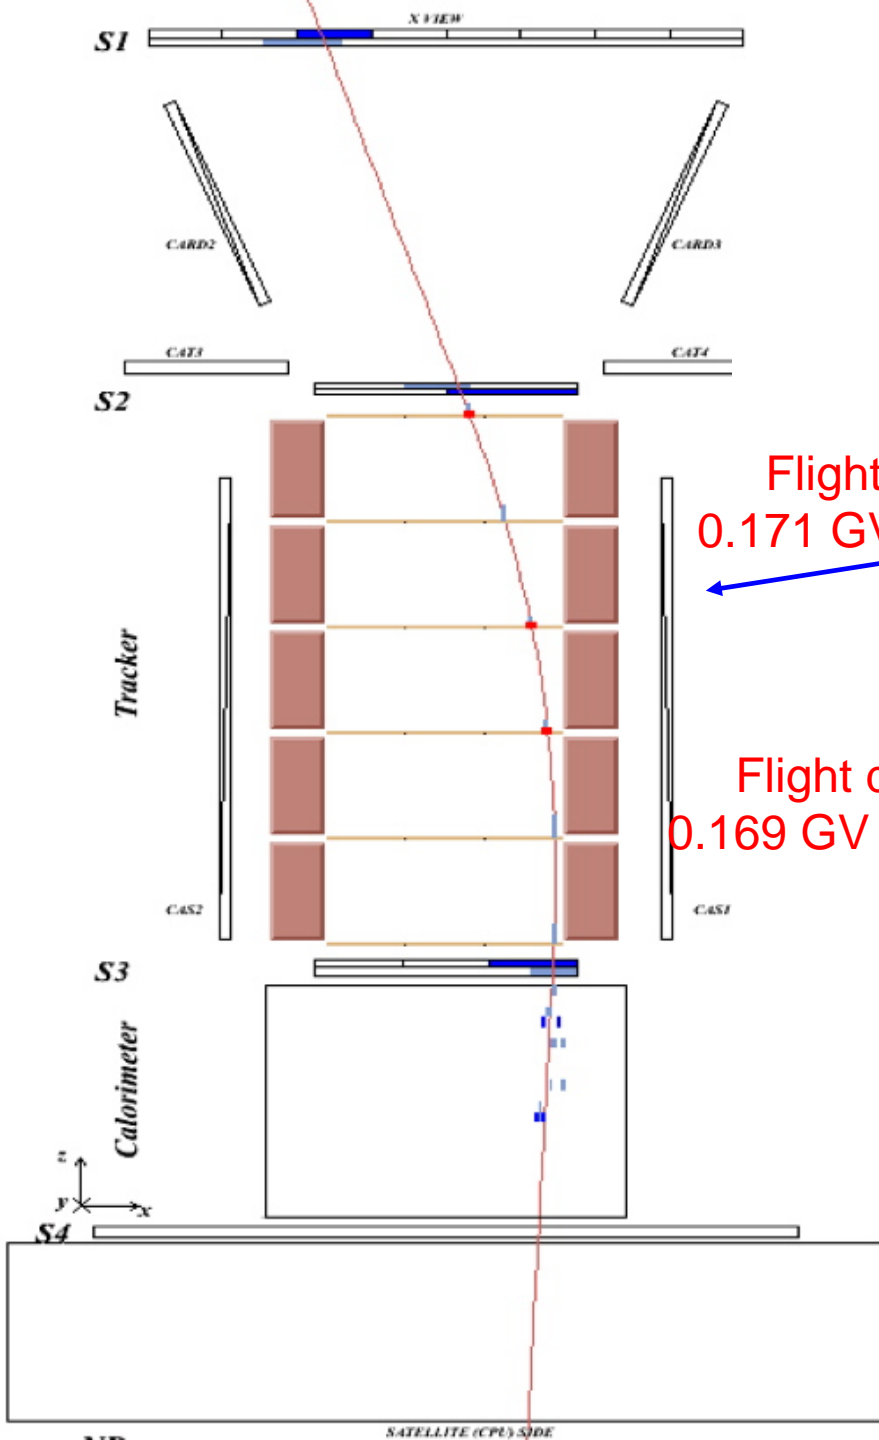 X VIEW
S1
CARD2
CARD3
CAT3
CAT4
S2
Flight
0.171 GV
Tracker
Flight
0.169 GV
CAS2
CAS1
S3
Calorimeter
z
y
x
S4
SATELLITE (CPU) SIDE